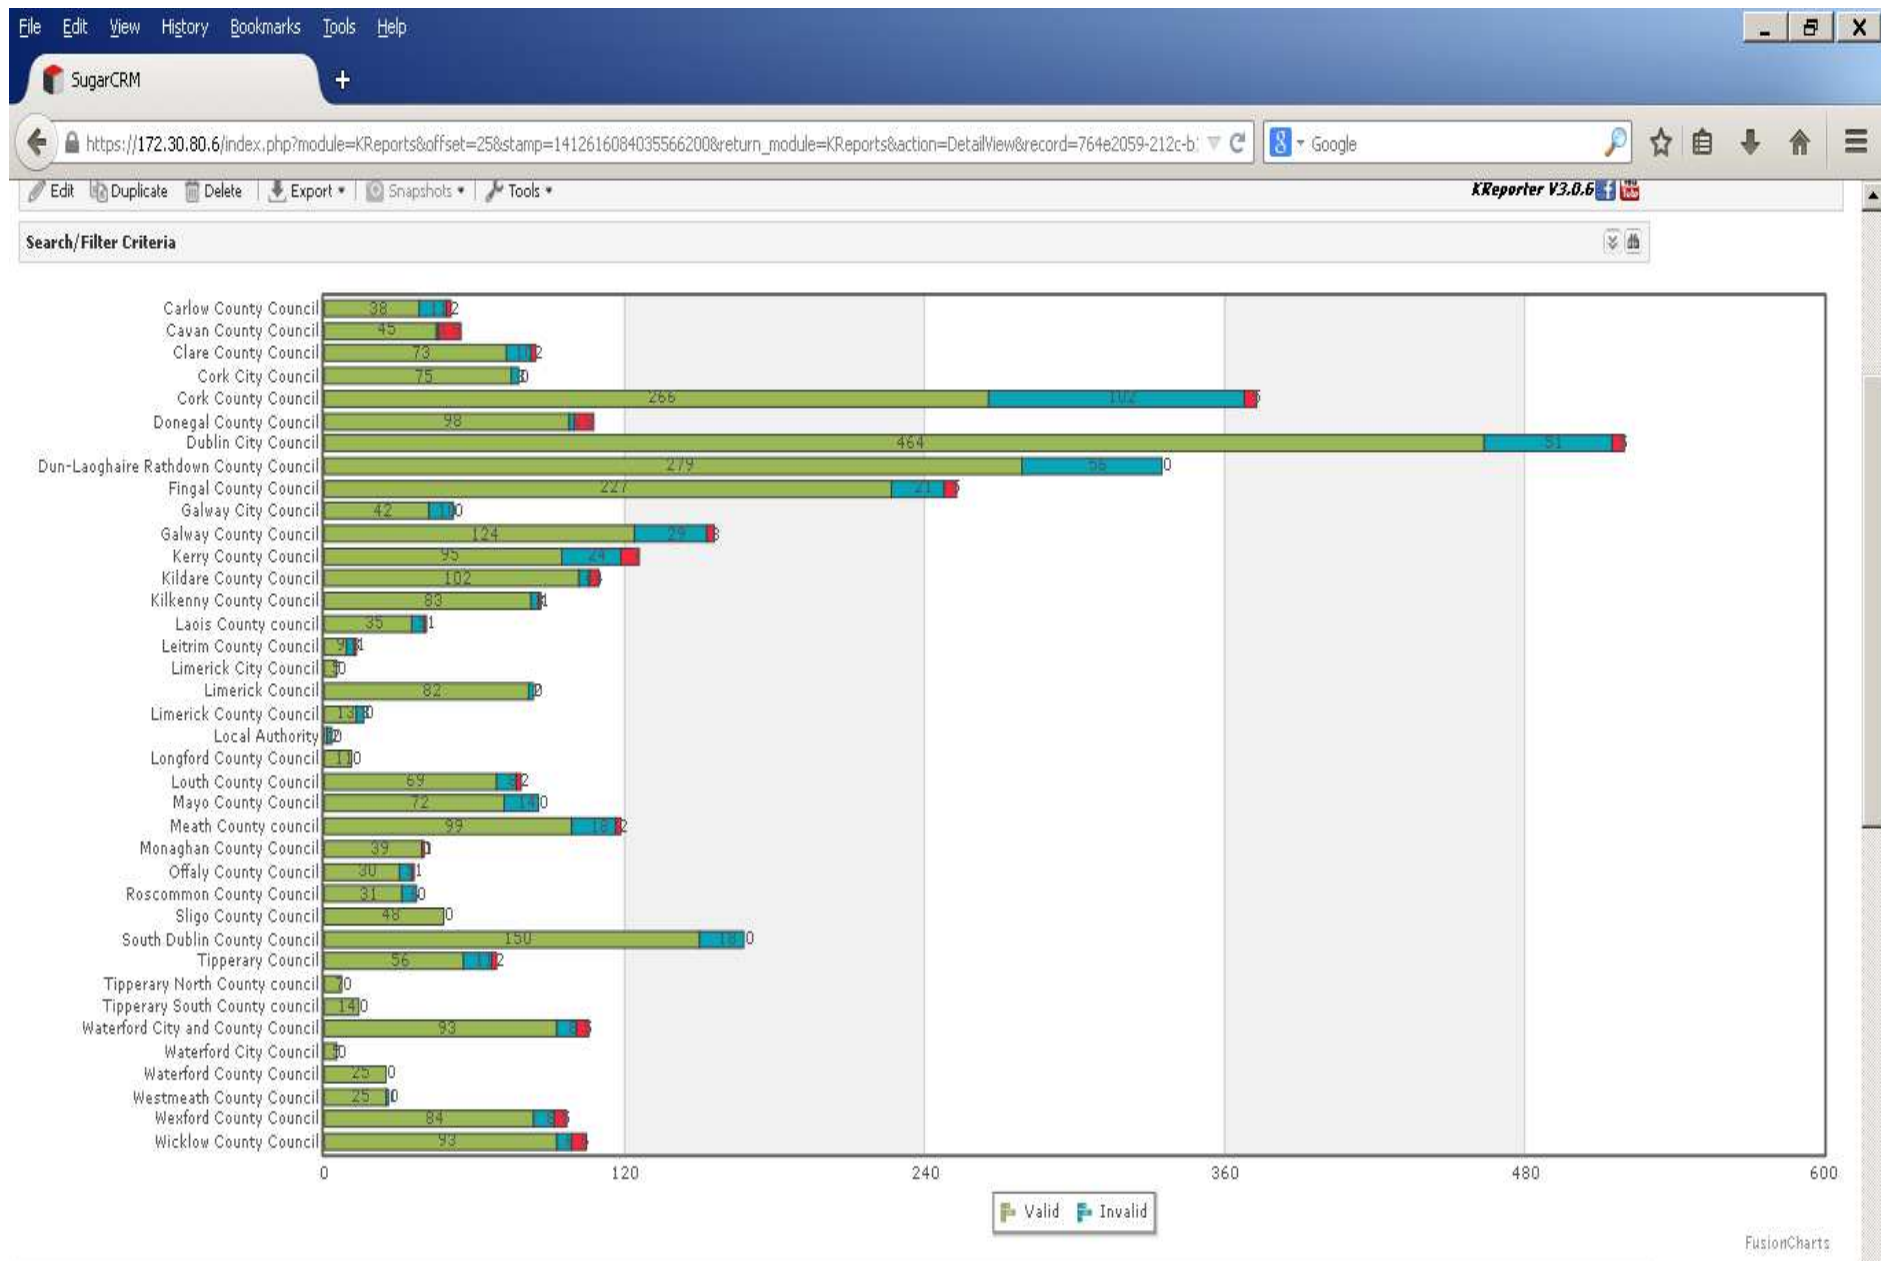 File Edit View History Bookmarks Tools Help
SugarCRM +
https://172.30.80.6/index.php?module=KReports&offset=25&stamp=1412616084035566200&return_module=KReports&action=DetailView&record=764e2059-212c-b
8 Google
Edit Duplicate Delete Export Snapshots Tools KReporter V3.0.6
Search/Filter Criteria
Carlow County Council 38 2
Cavan County Council 45
Clare County Council 73 10 2
Cork City Council 75 0
Cork County Council 266 102
Donegal County Council 98
Dublin City Council 464 51
Dun-Laoghaire Rathdown County Council 279 56 0
Fingal County Council 227 21
Galway City Council 42 10 0
Galway County Council 124 29 3
Kerry County Council 95 24
Kildare County Council 102
Kilkenny County Council 83 1
Laois County council 35 1
Leitrim County Council 9 1
Limerick City Council 0
Limerick Council 82 0
Limerick County Council 13 0
Local Authority
Longford County Council 11 0
Louth County Council 69 8 2
Mayo County Council 72 14 0
Meath County council 99 18 2
Monaghan County Council 39
Offaly County Council 30 1
Roscommon County Council 31 0
Sligo County Council 48 0
South Dublin County Council 150 18 0
Tipperary Council 56 11 2
Tipperary North County council 7 0
Tipperary South County council 14 0
Waterford City and County Council 93 8
Waterford City Council 0
Waterford County Council 25 0
Westmeath County Council 25 0
Wexford County Council 84
Wicklow County Council 93
0 120 240 360 480 600
Valid Invalid
FusionCharts